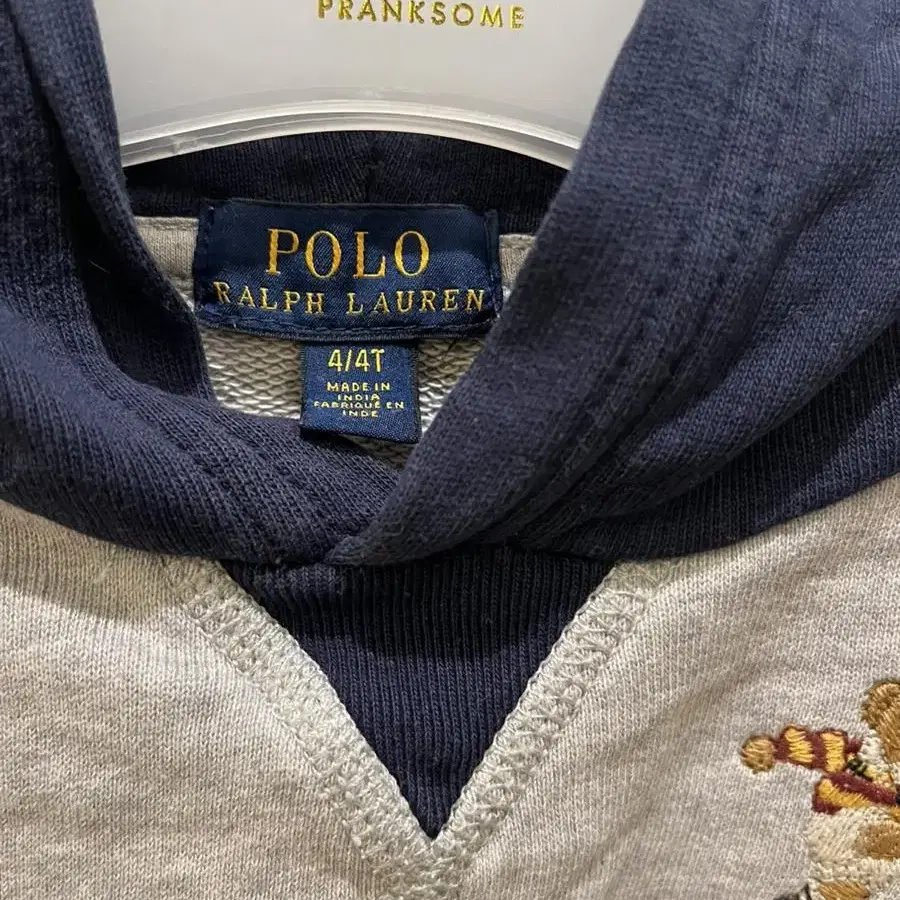 PRANKSOME
POLO
RALPH LAUREN
4/4T
MADE IN
INDIA
FABRIQUÉ EN
INDE